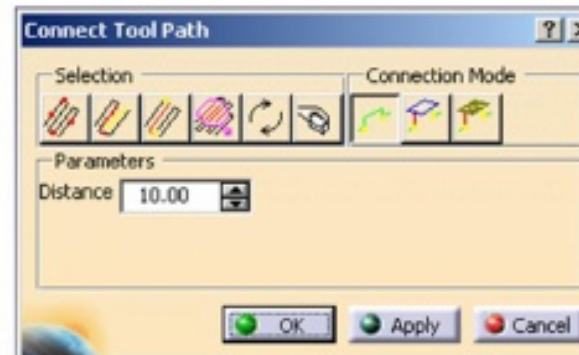 Connect Tool Path
Selection
Connection Mode
Parameters
Distance 10.00
OK Apply Cancel